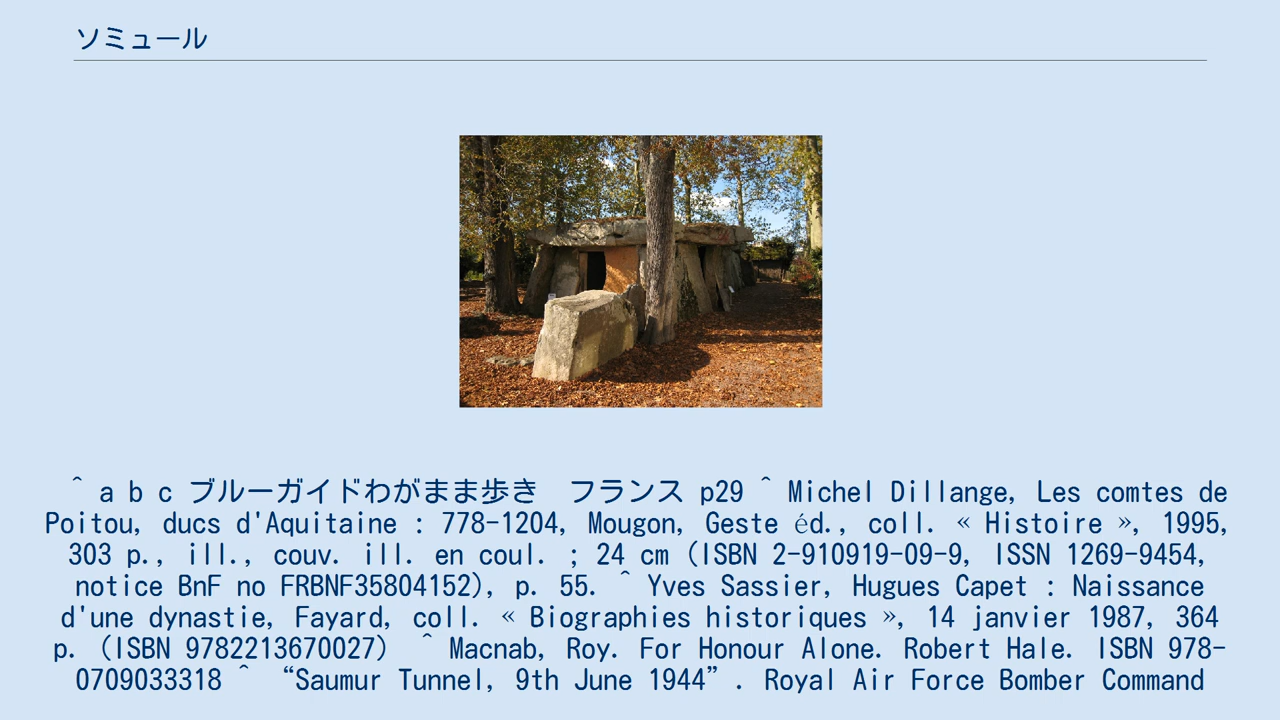 ソミュール
^ a b c ブルーガイドわがまま歩き　フランス p29 ^ Michel Dillange, Les comtes de
Poitou, ducs d'Aquitaine : 778-1204, Mougon, Geste éd., coll. « Histoire », 1995,
303 p., ill., couv. ill. en coul. ; 24 cm (ISBN 2-910919-09-9, ISSN 1269-9454,
notice BnF no FRBNF35804152), p. 55. ^ Yves Sassier, Hugues Capet : Naissance
d'une dynastie, Fayard, coll. « Biographies historiques », 14 janvier 1987, 364
p. (ISBN 9782213670027) ^ Macnab, Roy. For Honour Alone. Robert Hale. ISBN 978-
0709033318 ^ “Saumur Tunnel, 9th June 1944”. Royal Air Force Bomber Command